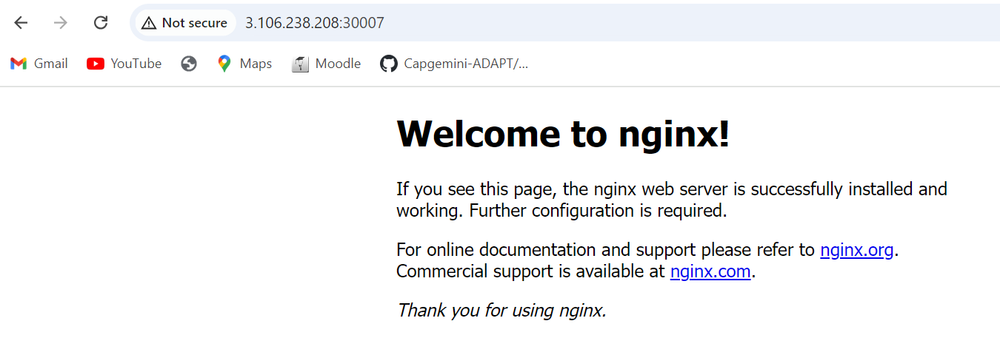 Not secure 3.106.238.208:30007
Gmail YouTube Maps Moodle Capgemini-ADAPT/...
Welcome to nginx!
If you see this page, the nginx web server is successfully installed and
working. Further configuration is required.
For online documentation and support please refer to nginx.org.
Commercial support is available at nginx.com.
Thank you for using nginx.